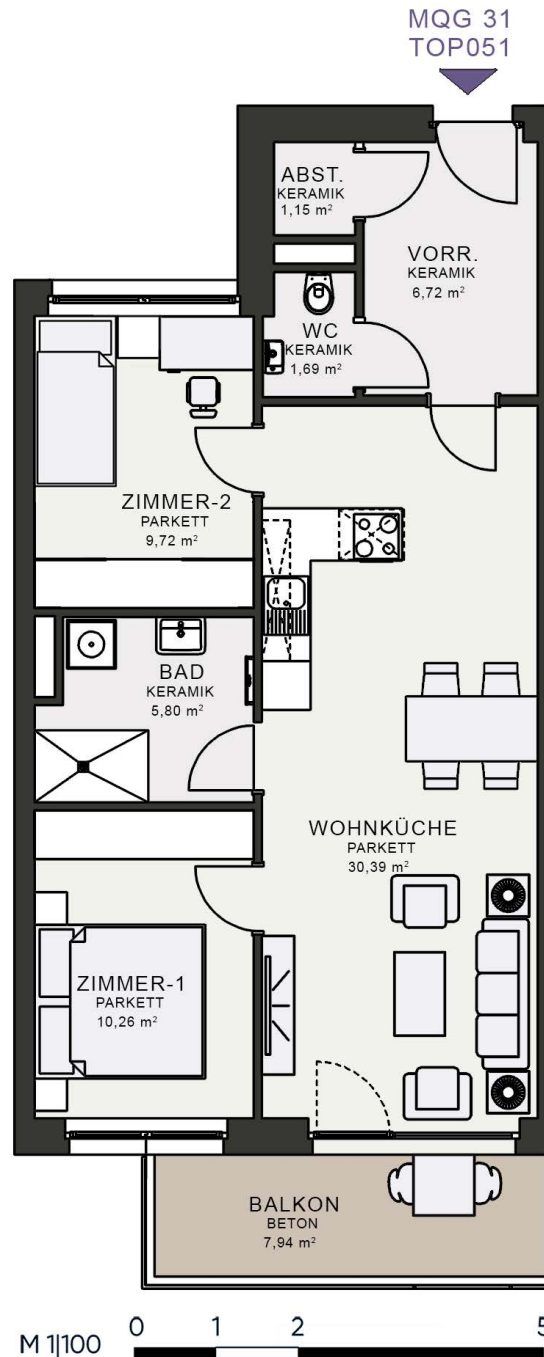 MQG 31
TOP051
ABST.
KERAMIK
1,15 m²
VORR.
KERAMIK
6,72 m²
WC
KERAMIK
1,69 m²
ZIMMER-2
PARKETT
9,72 m²
BAD
KERAMIK
5,80 m²
WOHNKÜCHE
PARKETT
30,39 m²
ZIMMER-1
PARKETT
10,26 m²
BALKON
BETON
7,94 m²
M 1|100 0 1 2 5